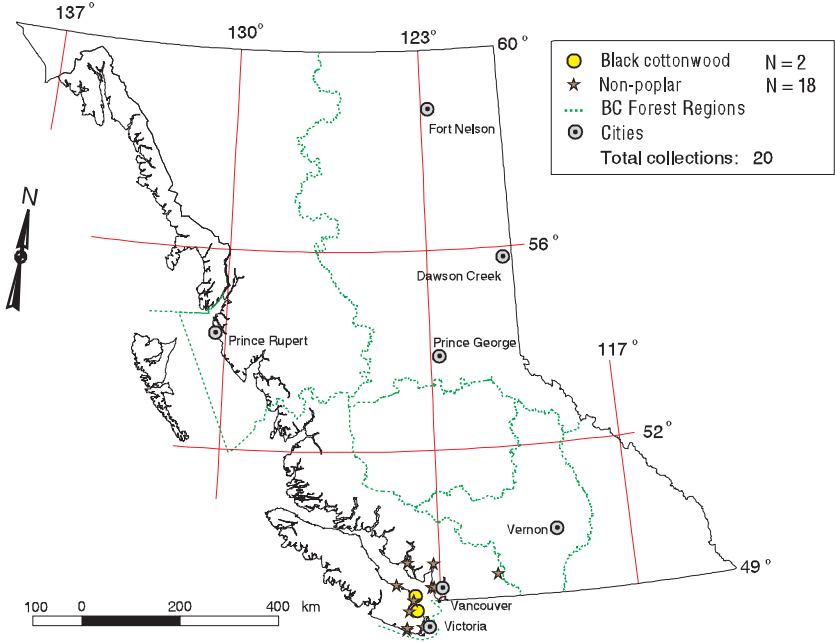 137°
130°
123°
60°
Black cottonwood N = 2
Non-poplar N = 18
BC Forest Regions
Cities
Total collections: 20
Fort Nelson
N
56°
Dawson Creek
Prince Rupert
Prince George
117°
52°
Vernon
49°
Vancouver
Victoria
100 0 200 400 km